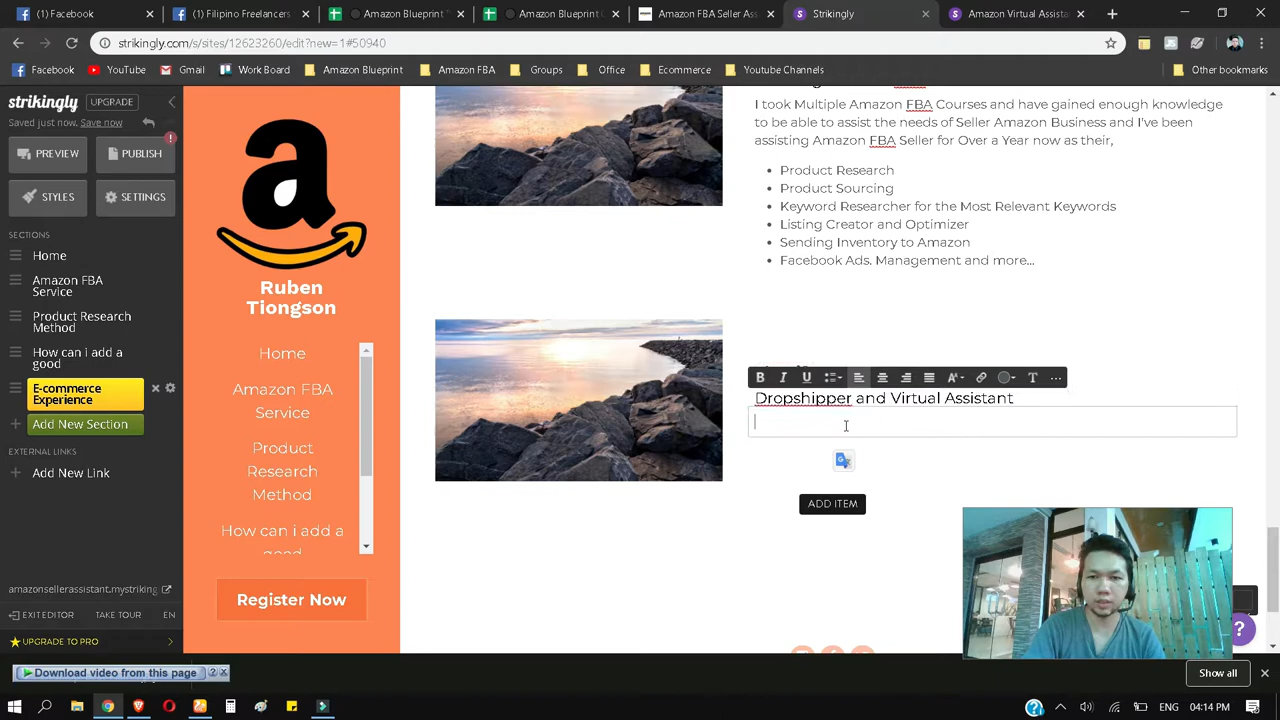 (1) Facebook
(1) Filipino Freelancers
Amazon Blueprint
Amazon Blueprint
Amazon FBA Seller Ass
Strikingly
Amazon Virtual Assista
strikingly.com/s/sites/12623260/edit?new=1#50940
Facebook
YouTube
Gmail
Work Board
Amazon Blueprint
Amazon FBA
Groups
Office
Ecommerce
Youtube Channels
Other bookmarks
strikingly
UPGRADE
Saved just now. Save now
PREVIEW
PUBLISH
STYLES
SETTINGS
SECTIONS
Home
Amazon FBA
Service
Product Research
Method
How can i add a
good
E-commerce
Experience
Add New Section
EXTERNAL LINKS
Add New Link
amazonsellerassistant.mystriking
EXIT EDITOR
TAKE TOUR
EN
UPGRADE TO PRO
a
Ruben
Tiongson
Home
Amazon FBA
Service
Product
Research
Method
How can i add a
good
Register Now
I took Multiple Amazon FBA Courses and have gained enough knowledge
to be able to assist the needs of Seller Amazon Business and I've been
assisting Amazon FBA Seller for Over a Year now as their,
Product Research
Product Sourcing
Keyword Researcher for the Most Relevant Keywords
Listing Creator and Optimizer
Sending Inventory to Amazon
Facebook Ads. Management and more...
B I U A T ...
Dropshipper and Virtual Assistant
ADD ITEM
?
Download video from this page
? X
Show all
ENG
04:14 PM